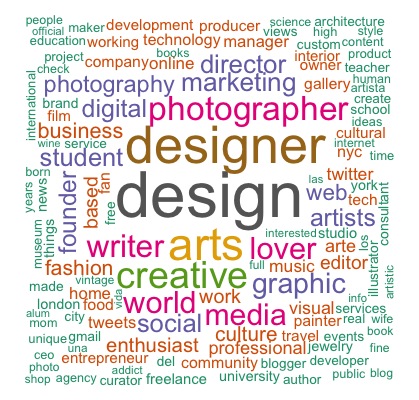 people
science architecture
official maker development producer
views high style
education working technology manager
custom content
books
project company online director
interior product
check
owner teacher
photography marketing
gallery human
artista
international brand digital photographer
create
film
school
business designer
ideas
cultural
wine service
internet
student
nyc
time
born
fan
design
las
twitter
years
news
founder
based
free
web
york
tech
consultant
things
artists
museum
los
writer arts lover
interested studio
arte
illustrator
artistic
fashion creative
full music editor
vintage
graphic
made
home
vida
world work
info
london food
media visual services
alum city
tweets social
painter real wife
mom
culture travel events book
unique gmail
enthusiast professional jewelry fine
ceo una
entrepreneur del community blogger developer
photo
addict
shop agency curator freelance university author public blog